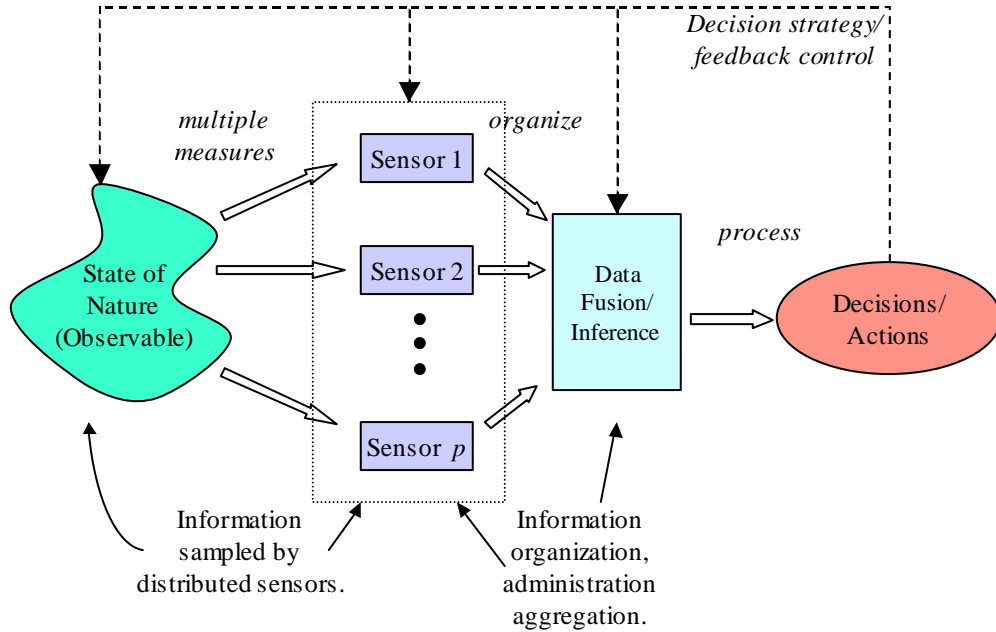 Decision strategy/
feedback control
multiple
measures
organize
Sensor 1
process
State of
Nature
(Observable)
Sensor 2
Data
Fusion/
Inference
Decisions/
Actions
Sensor p
Information
sampled by
distributed sensors.
Information
organization,
administration
aggregation.